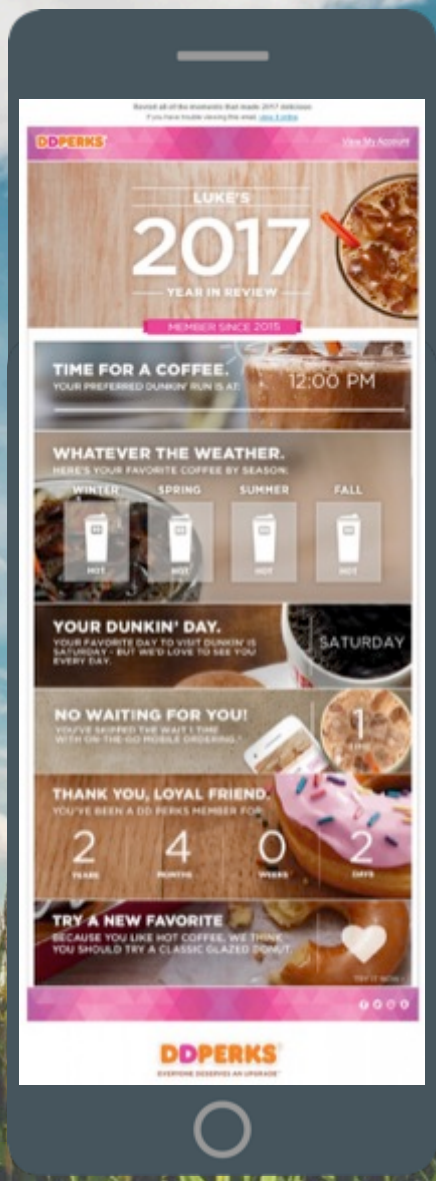 Revisit all of the moments that made 2017 delicious
If you have trouble viewing this email, view it online
DDPERKS
View My Account
LUKE'S
2017
YEAR IN REVIEW
MEMBER SINCE 2015
TIME FOR A COFFEE.
YOUR PREFERRED DUNKIN' RUN IS AT:
12:00 PM
WHATEVER THE WEATHER.
HERE'S YOUR FAVORITE COFFEE BY SEASON:
WINTER SPRING SUMMER FALL
HOT HOT HOT HOT
YOUR DUNKIN' DAY.
YOUR FAVORITE DAY TO VISIT DUNKIN' IS
SATURDAY - BUT WE'D LOVE TO SEE YOU
EVERY DAY.
SATURDAY
NO WAITING FOR YOU!
YOU'VE SKIPPED THE WAIT 1 TIME
WITH ON-THE-GO MOBILE ORDERING.*
1
TIME
THANK YOU, LOYAL FRIEND.
YOU'VE BEEN A DD PERKS MEMBER FOR:
2 4 0 2
YEARS MONTHS WEEKS DAYS
TRY A NEW FAVORITE
BECAUSE YOU LIKE HOT COFFEE, WE THINK
YOU SHOULD TRY A CLASSIC GLAZED DONUT.
TRY IT NOW
DDPERKS
EVERYONE DESERVES AN UPGRADE